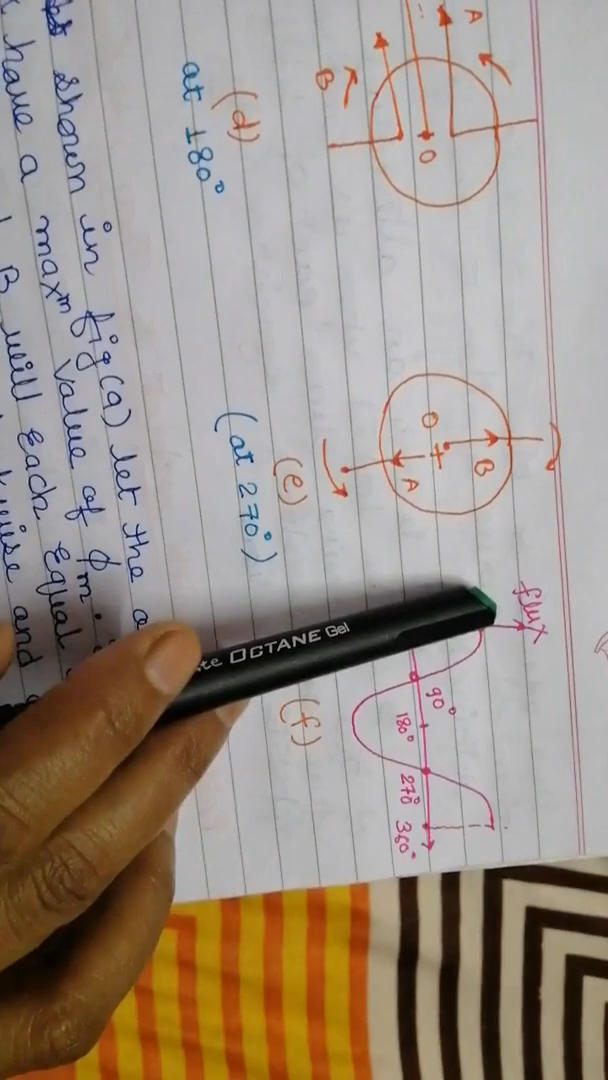 A
B
O
(d)
at 180°
B
O
A
(e)
(at 270°)
flux
90°
180°
270°
360°
(f)
shown in fig(a) let the
have a maxm value of ϕm.
B will each equal
and
OCTANE Gel